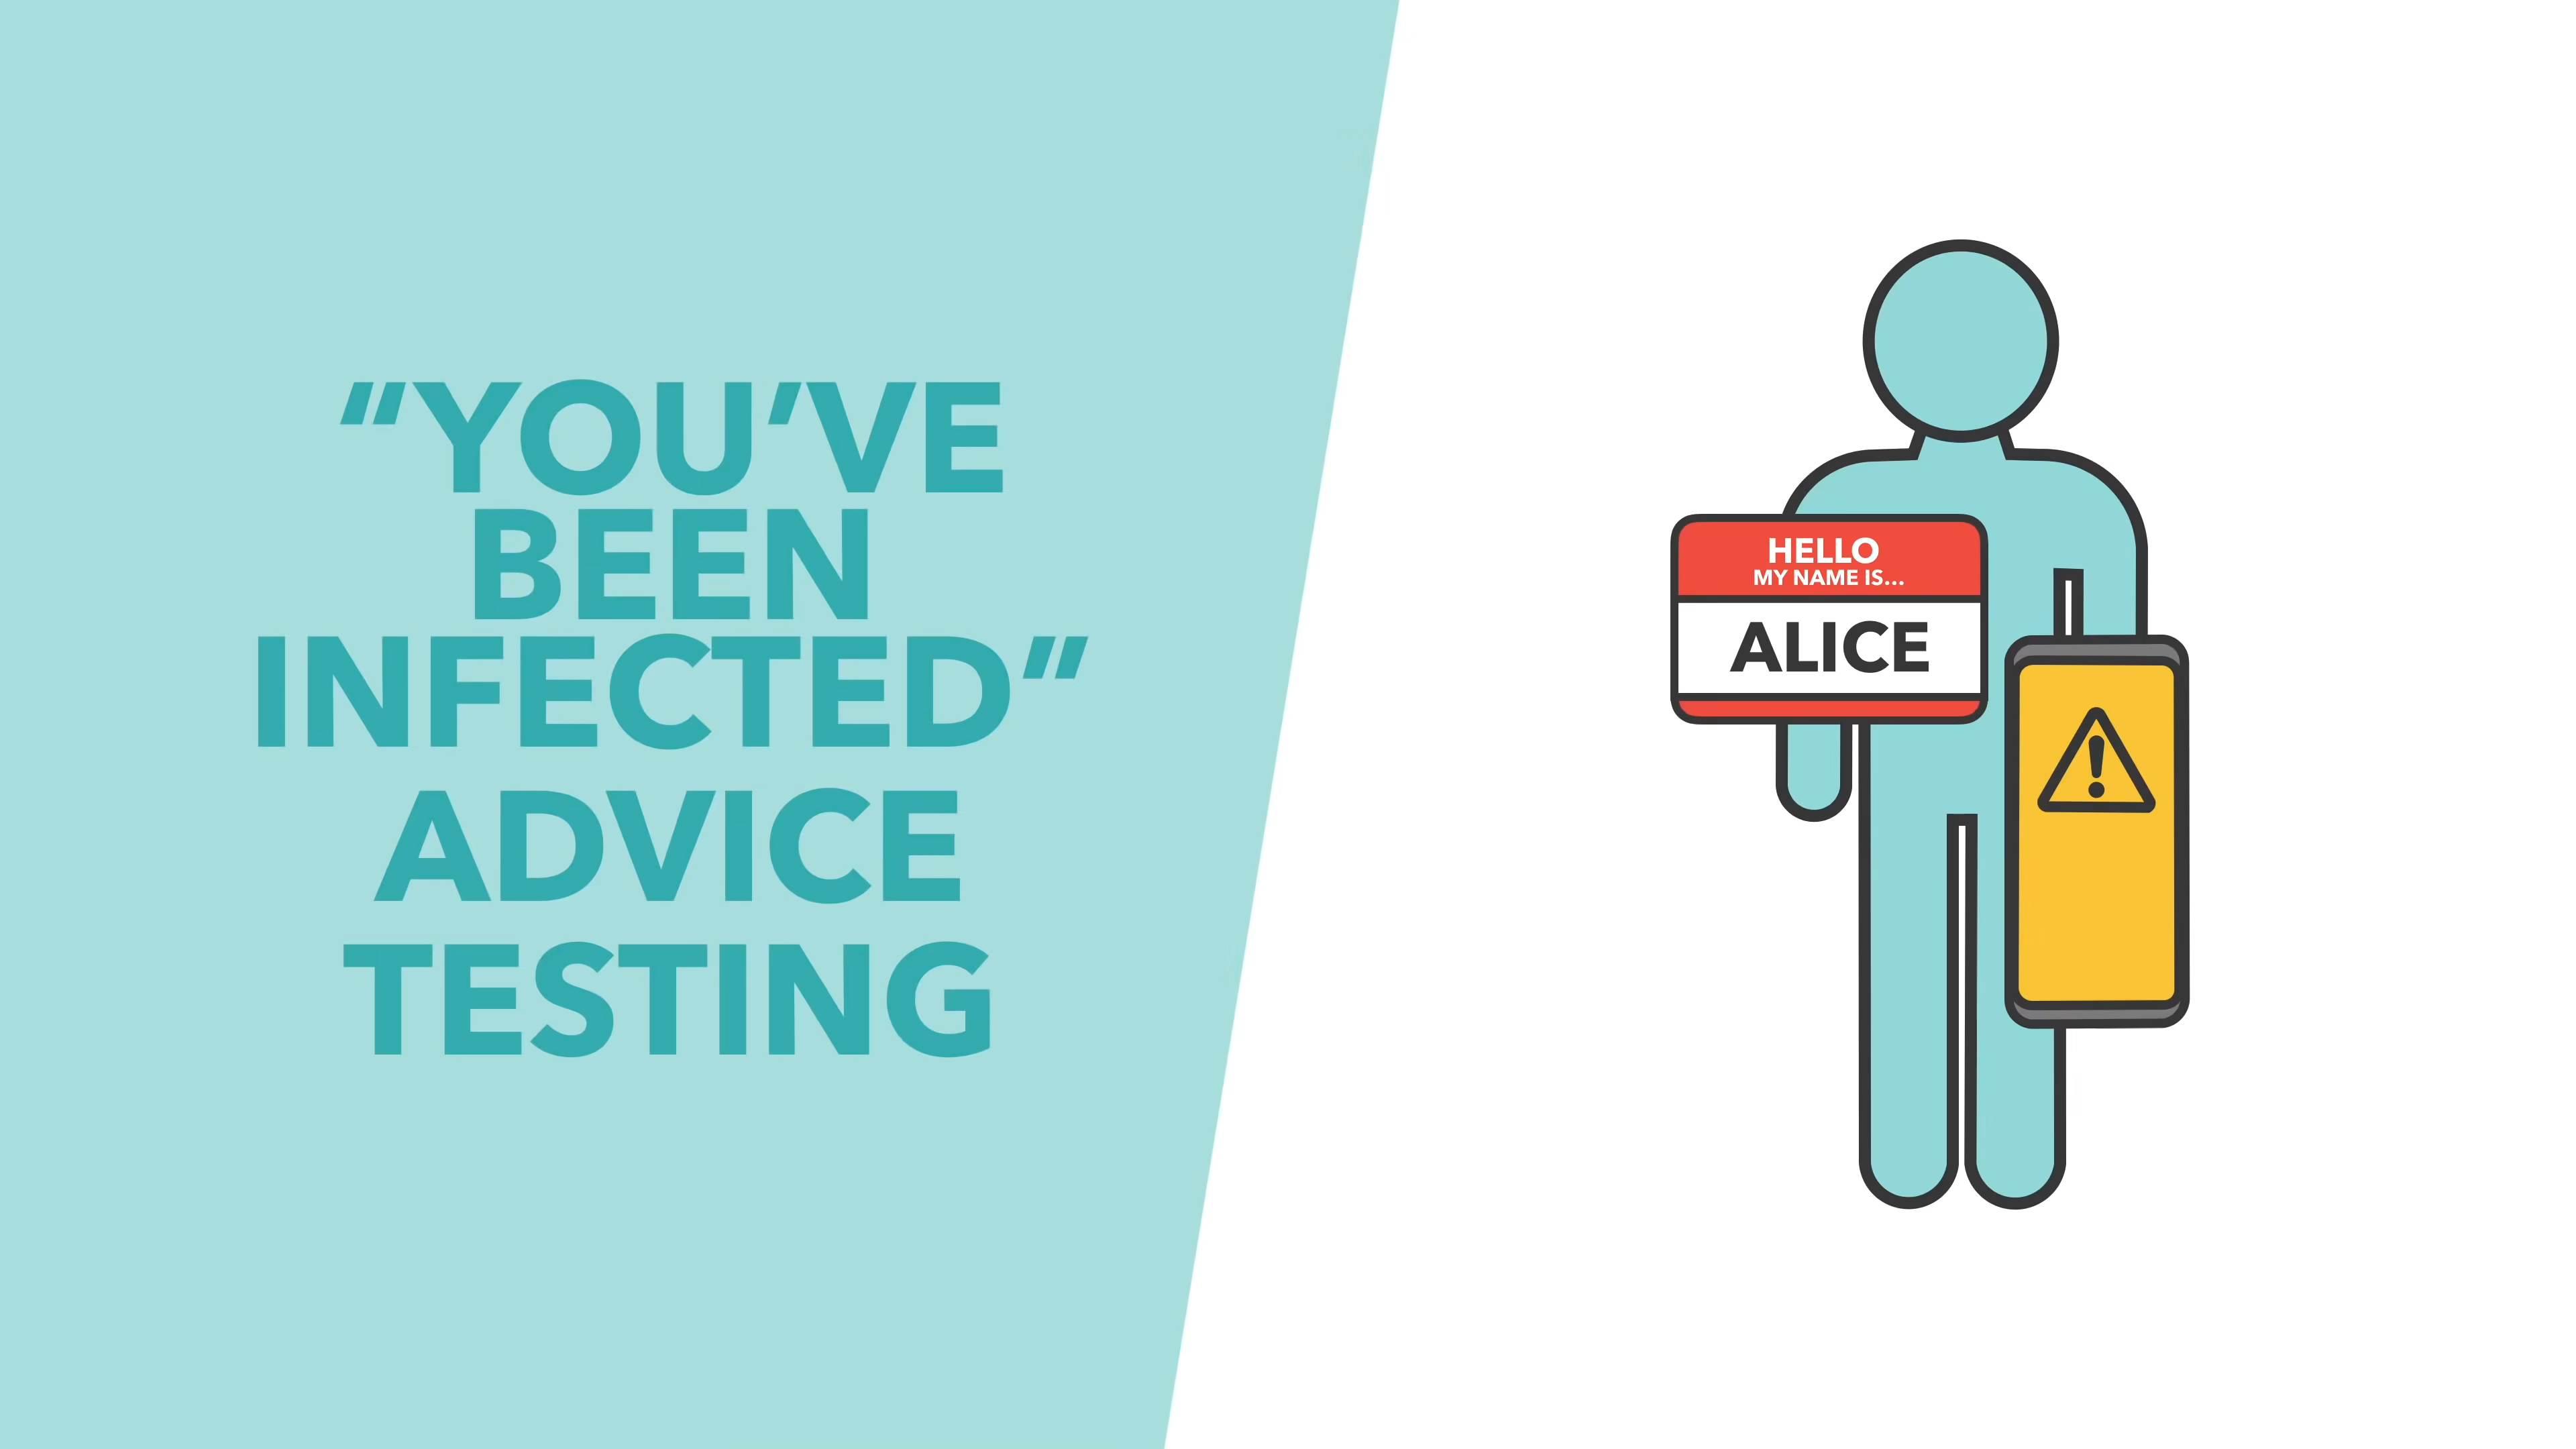 “YOU’VE
BEEN
INFECTED”
ADVICE
TESTING
HELLO
MY NAME IS...
ALICE